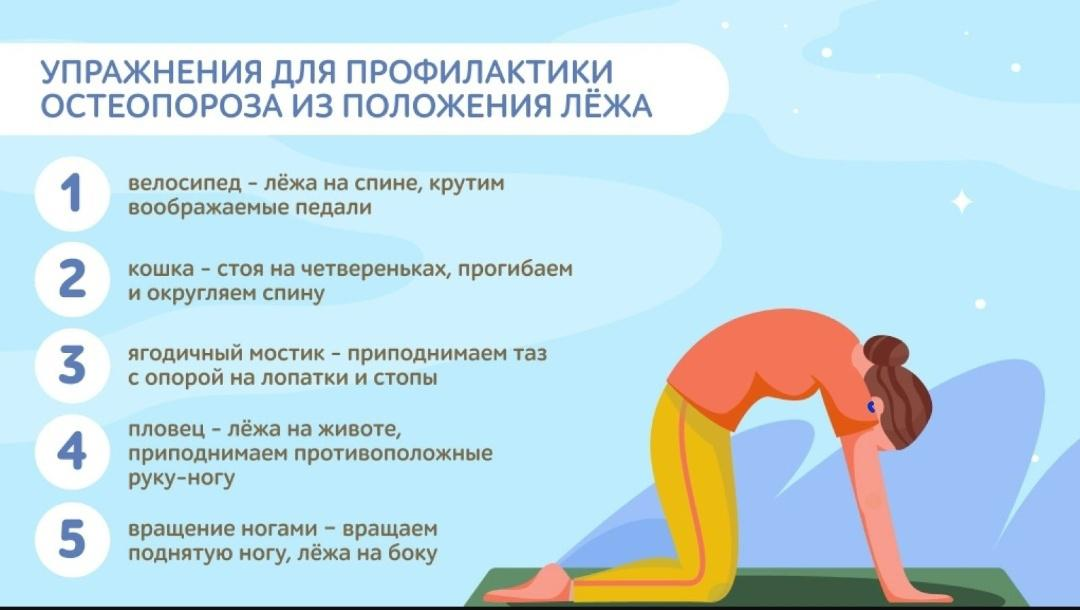 УПРАЖНЕНИЯ ДЛЯ ПРОФИЛАКТИКИ
ОСТЕОПОРОЗА ИЗ ПОЛОЖЕНИЯ ЛЁЖА
1
велосипед – лёжа на спине, крутим
воображаемые педали
2
кошка – стоя на четвереньках, прогибаем
и округляем спину
3
ягодичный мостик – приподнимаем таз
с опорой на лопатки и стопы
4
пловец – лёжа на животе,
приподнимаем противоположные
руку-ногу
5
вращение ногами – вращаем
поднятую ногу, лёжа на боку